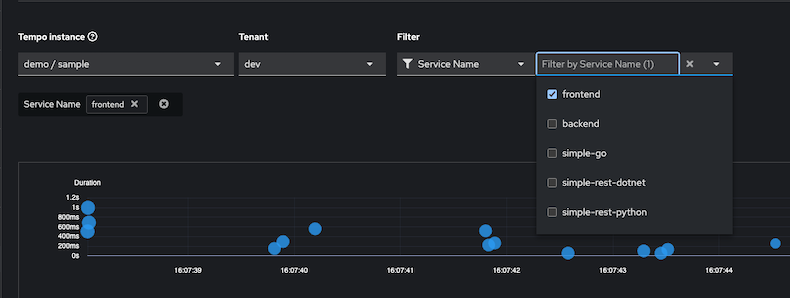 Tempo instance
Tenant
Filter
demo / sample
dev
Service Name
Filter by Service Name (1)
Service Name
frontend
frontend
backend
simple-go
simple-rest-dotnet
simple-rest-python
Duration
1.2s
1s
800ms
600ms
400ms
200ms
0s
16:07:39
16:07:40
16:07:41
16:07:42
16:07:43
16:07:44